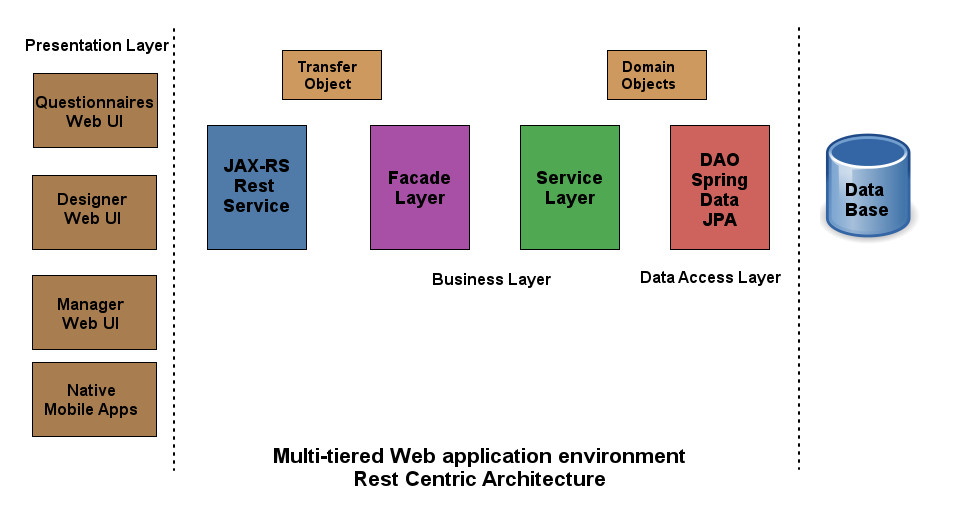 Presentation Layer
Questionnaires
Web UI
Designer
Web UI
Manager
Web UI
Native
Mobile Apps
Transfer
Object
Domain
Objects
JAX-RS
Rest
Service
Facade
Layer
Service
Layer
DAO
Spring
Data
JPA
Business Layer
Data Access Layer
Data
Base
Multi-tiered Web application environment
Rest Centric Architecture